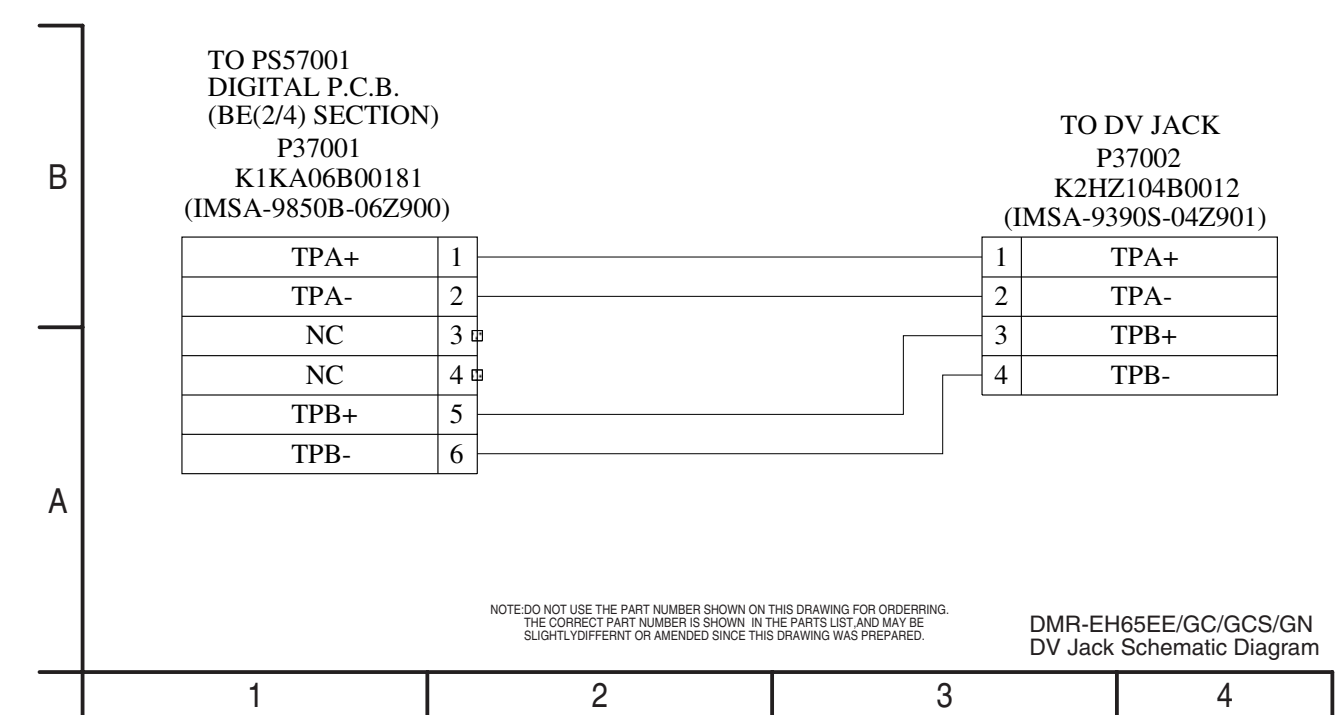 TO PS57001
DIGITAL P.C.B.
(BE(2/4) SECTION)
P37001
K1KA06B00181
(IMSA-9850B-06Z900)
TPA+ 1
TPA- 2
NC 3
NC 4
TPB+ 5
TPB- 6
TO DV JACK
P37002
K2HZ104B0012
(IMSA-9390S-04Z901)
1 TPA+
2 TPA-
3 TPB+
4 TPB-
B
A
NOTE:DO NOT USE THE PART NUMBER SHOWN ON THIS DRAWING FOR ORDERRING.
THE CORRECT PART NUMBER IS SHOWN IN THE PARTS LIST,AND MAY BE
SLIGHTLYDIFFERNT OR AMENDED SINCE THIS DRAWING WAS PREPARED.
DMR-EH65EE/GC/GCS/GN
DV Jack Schematic Diagram
1 2 3 4